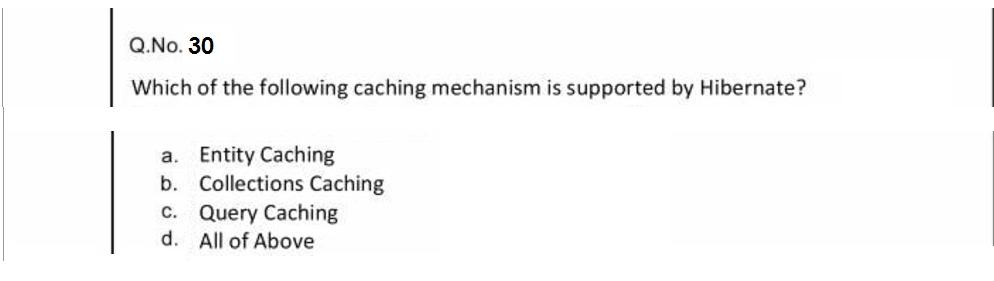 Q.No. 30
Which of the following caching mechanism is supported by Hibernate?
a. Entity Caching
b. Collections Caching
c. Query Caching
d. All of Above